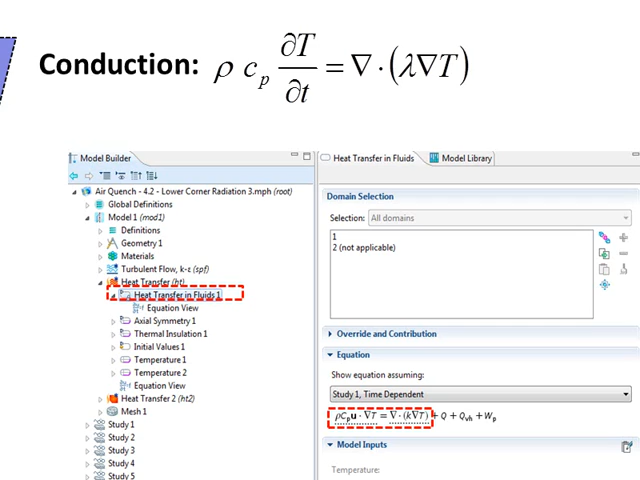 Conduction: ρ c_p ∂T/∂t = ∇ · (λ∇T)
Model Builder
Air Quench - 4.2 - Lower Corner Radiation 3.mph (root)
Global Definitions
Model 1 (mod1)
Definitions
Geometry 1
Materials
Turbulent Flow, k-ε (spf)
Heat Transfer (ht)
Heat Transfer in Fluids 1
Equation View
Axial Symmetry 1
Thermal Insulation 1
Initial Values 1
Temperature 1
Temperature 2
Equation View
Heat Transfer 2 (ht2)
Mesh 1
Study 1
Study 2
Study 3
Study 4
Study 5
Heat Transfer in Fluids
Model Library
Domain Selection
Selection: All domains
1
2 (not applicable)
Override and Contribution
Equation
Show equation assuming:
Study 1, Time Dependent
ρC_p u · ∇T = ∇ · (k∇T) + Q + Q_vh + W_p
Model Inputs
Temperature: